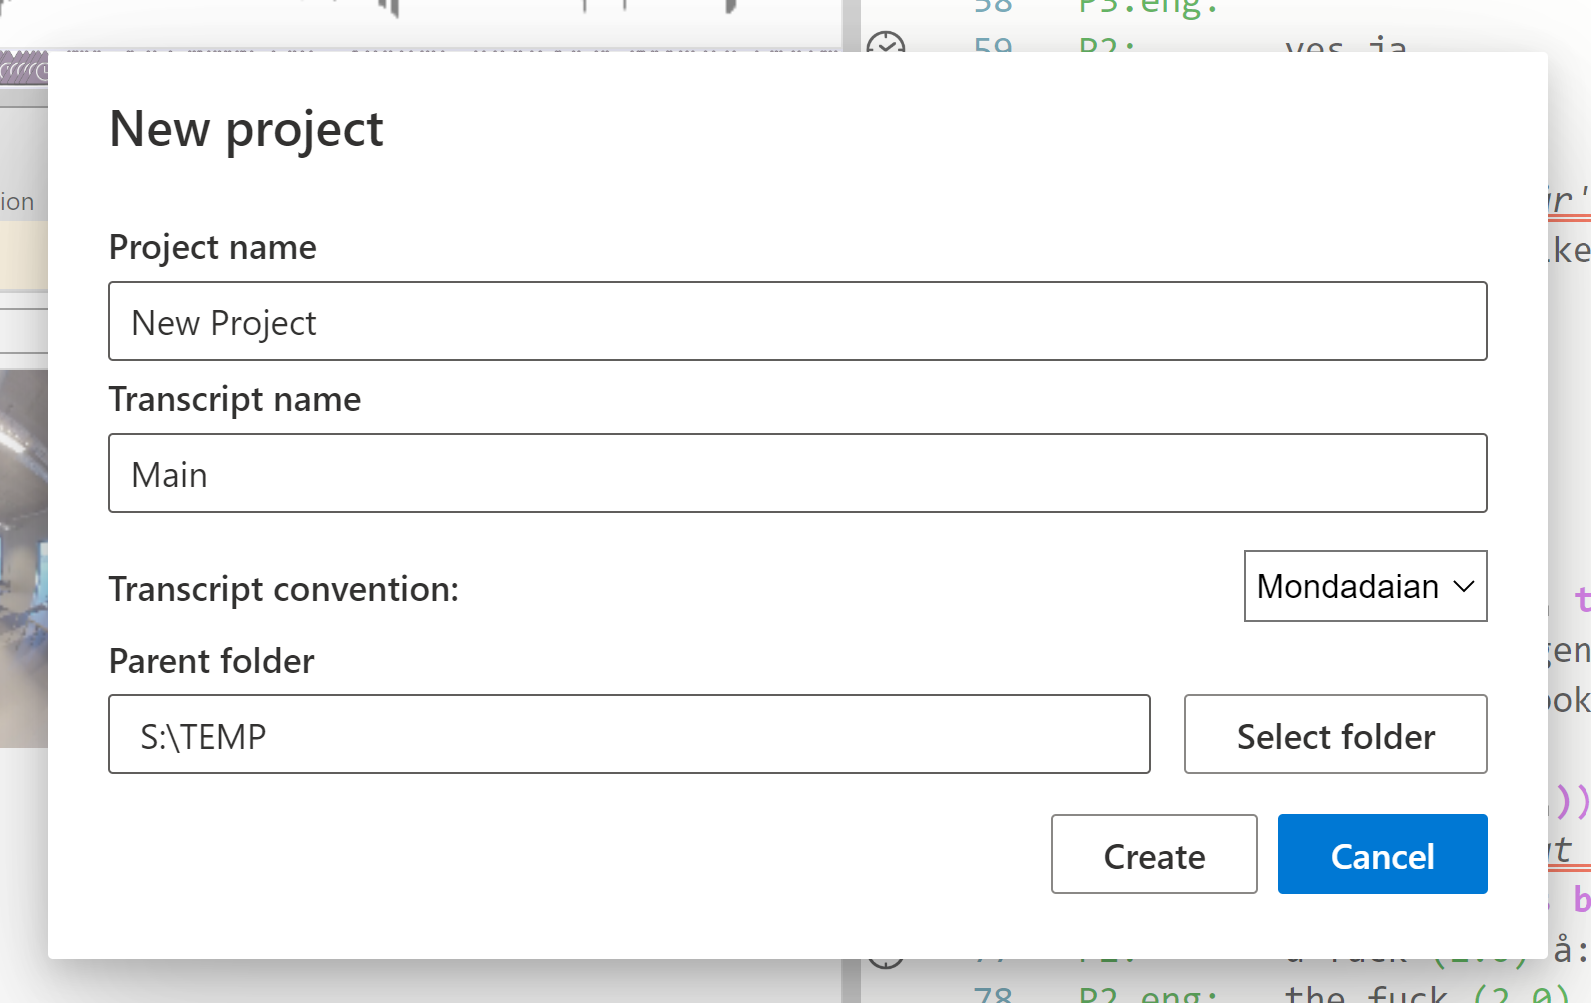 58 P3.eng:
59 P2: yes ja
New project
ion
Project name
New Project
Transcript name
Main
Transcript convention: Mondadaian
Parent folder
S:\TEMP Select folder
Create Cancel
78 P2.eng: the fuck (2.0)